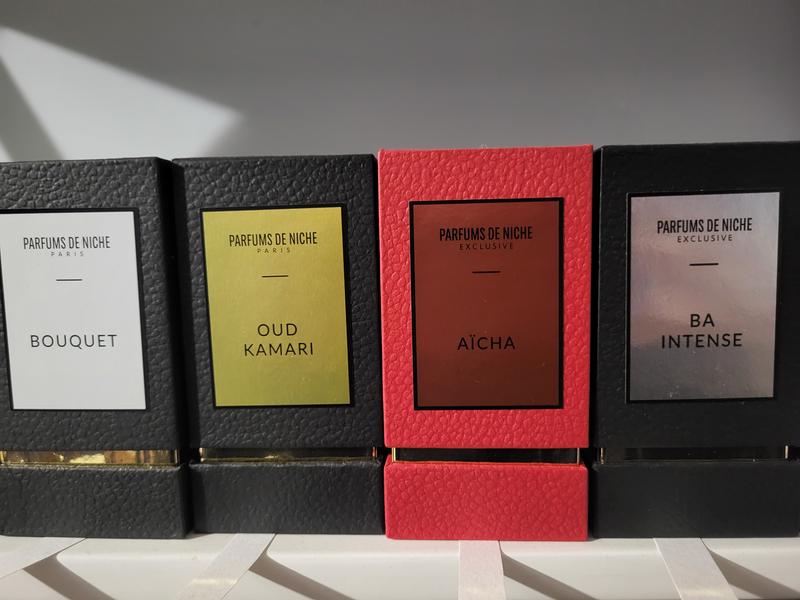 PARFUMS DE NICHE
PARIS
BOUQUET
PARFUMS DE NICHE
PARIS
OUD
KAMARI
PARFUMS DE NICHE
EXCLUSIVE
AÏCHA
PARFUMS DE NICHE
EXCLUSIVE
BA
INTENSE